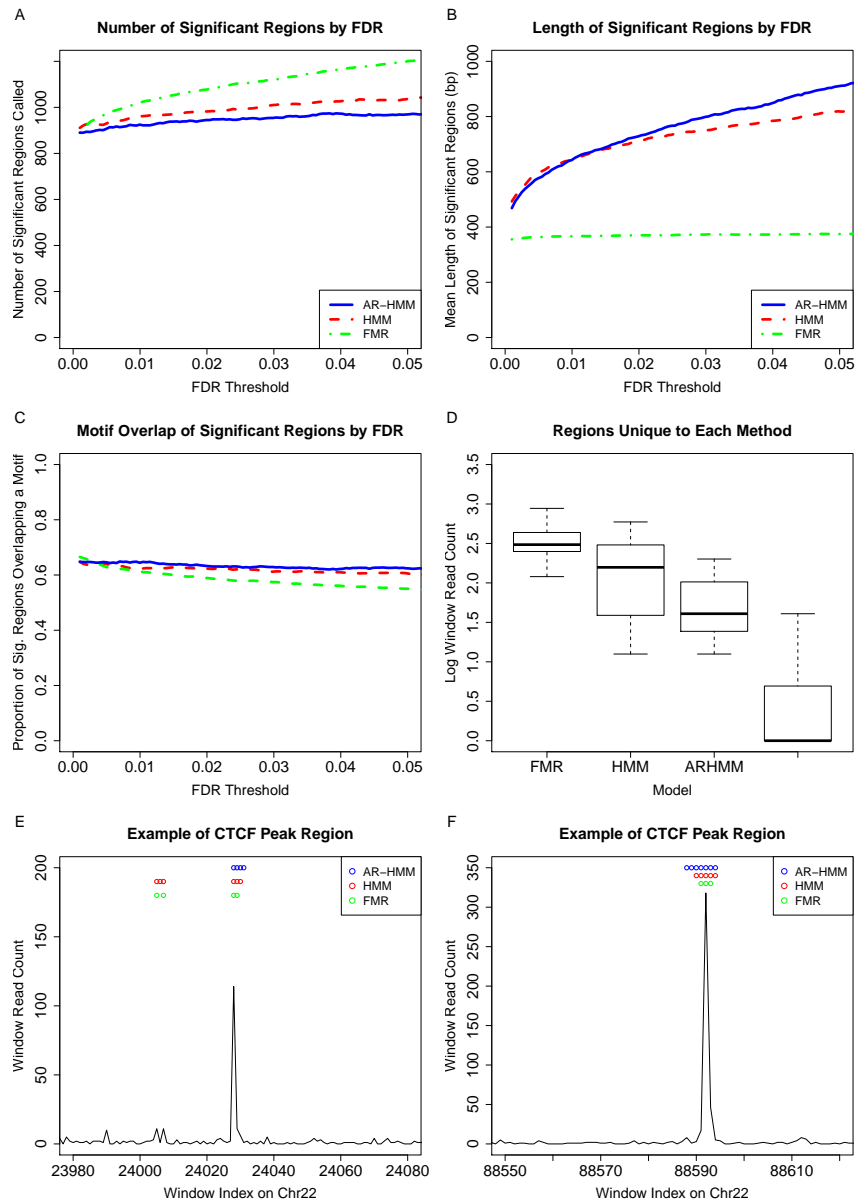 A
Number of Significant Regions by FDR
Number of Significant Regions Called
0 200 400 600 800 1000
0.00 0.01 0.02 0.03 0.04 0.05
FDR Threshold
AR−HMM
HMM
FMR
B
Length of Significant Regions by FDR
Mean Length of Significant Regions (bp)
0 200 400 600 800 1000
0.00 0.01 0.02 0.03 0.04 0.05
FDR Threshold
AR−HMM
HMM
FMR
C
Motif Overlap of Significant Regions by FDR
Proportion of Sig. Regions Overlapping a Motif
0.0 0.2 0.4 0.6 0.8 1.0
0.00 0.01 0.02 0.03 0.04 0.05
FDR Threshold
D
Regions Unique to Each Method
Log Window Read Count
0.0 0.5 1.0 1.5 2.0 2.5 3.0 3.5
FMR HMM ARHMM
Model
E
Example of CTCF Peak Region
Window Read Count
0 50 100 150 200
23980 24000 24020 24040 24060 24080
Window Index on Chr22
AR−HMM
HMM
FMR
F
Example of CTCF Peak Region
Window Read Count
0 50 100 150 200 250 300 350
88550 88570 88590 88610
Window Index on Chr22
AR−HMM
HMM
FMR